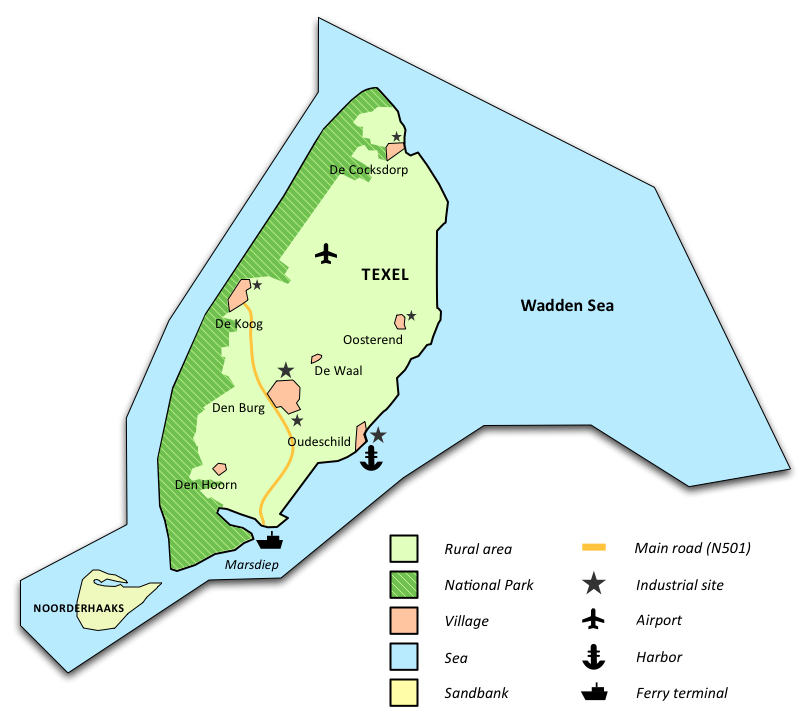 De Cocksdorp
TEXEL
Wadden Sea
De Koog
Oosterend
De Waal
Den Burg
Oudeschild
Den Hoorn
Marsdiep
NOORDERHAAKS
Rural area
National Park
Village
Sea
Sandbank
Main road (N501)
Industrial site
Airport
Harbor
Ferry terminal